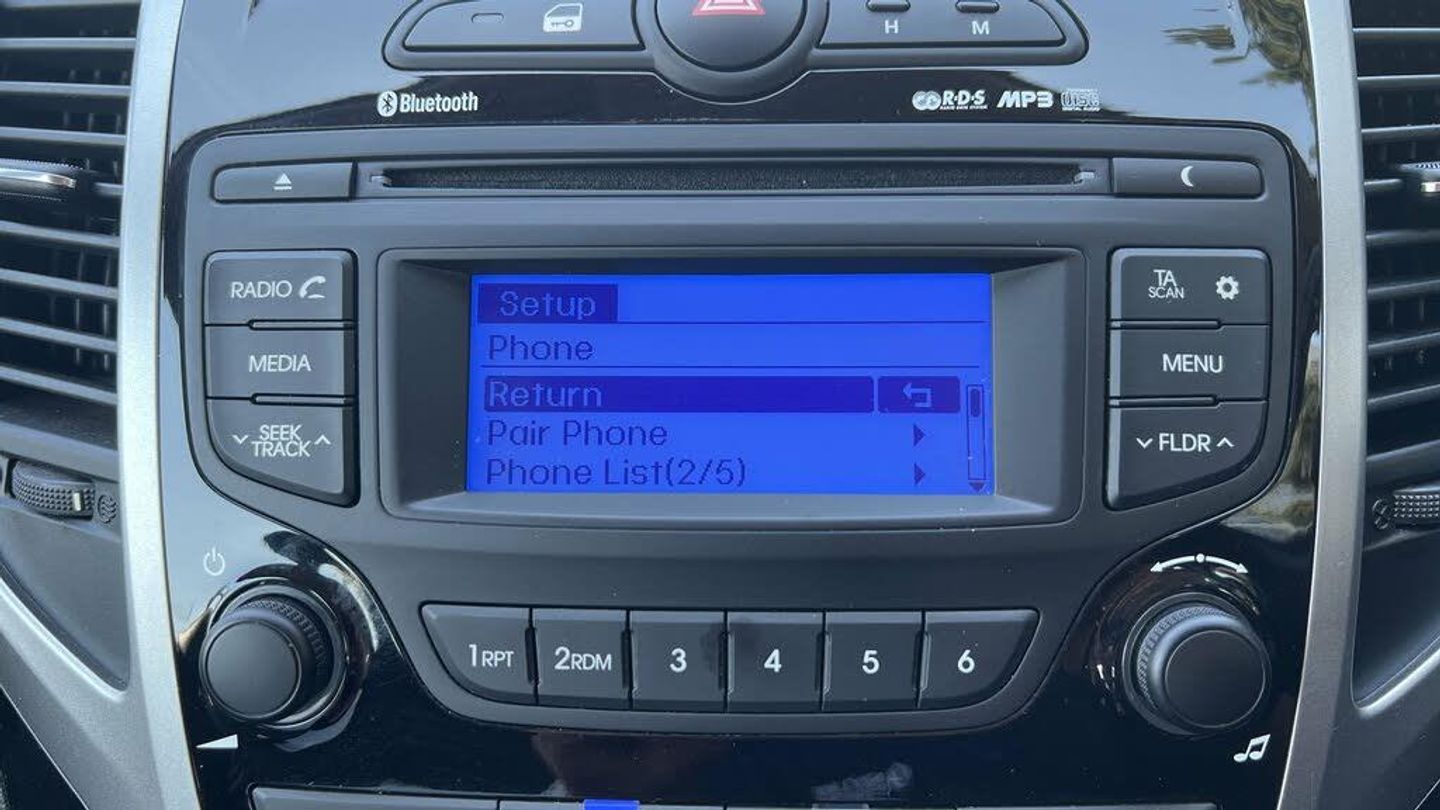 H M
Bluetooth
R·D·S MP3
RADIO
TA
SCAN
MEDIA
MENU
SEEK
TRACK
FLDR
Setup
Phone
Return
Pair Phone
Phone List(2/5)
1RPT 2RDM 3 4 5 6